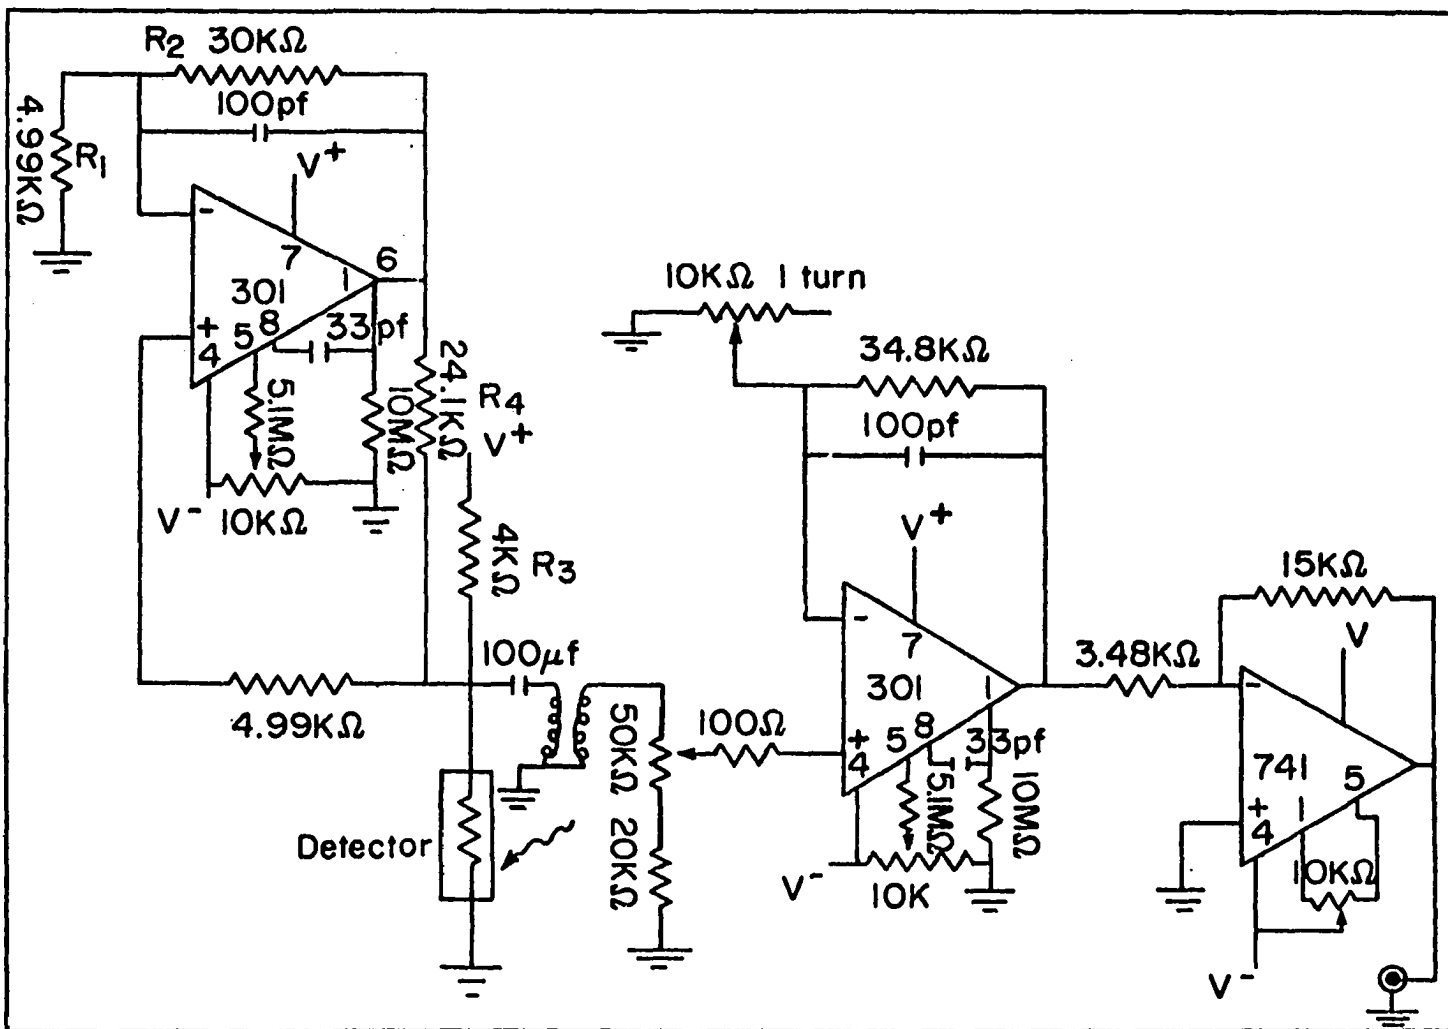 R2 30KΩ
100pf
4.99KΩ
R1
V+
-
7
6
1
301
+
4
5
8
33pf
5.1MΩ
10MΩ
24.1KΩ
R4
V+
V-
10KΩ
4KΩ
R3
4.99KΩ
100μf
50KΩ
20KΩ
100Ω
Detector
10KΩ 1 turn
34.8KΩ
100pf
V+
-
7
301
1
+
4
5
8
33pf
5.1MΩ
10MΩ
V-
10K
3.48KΩ
15KΩ
V
-
741
+
4
1
5
10KΩ
V-